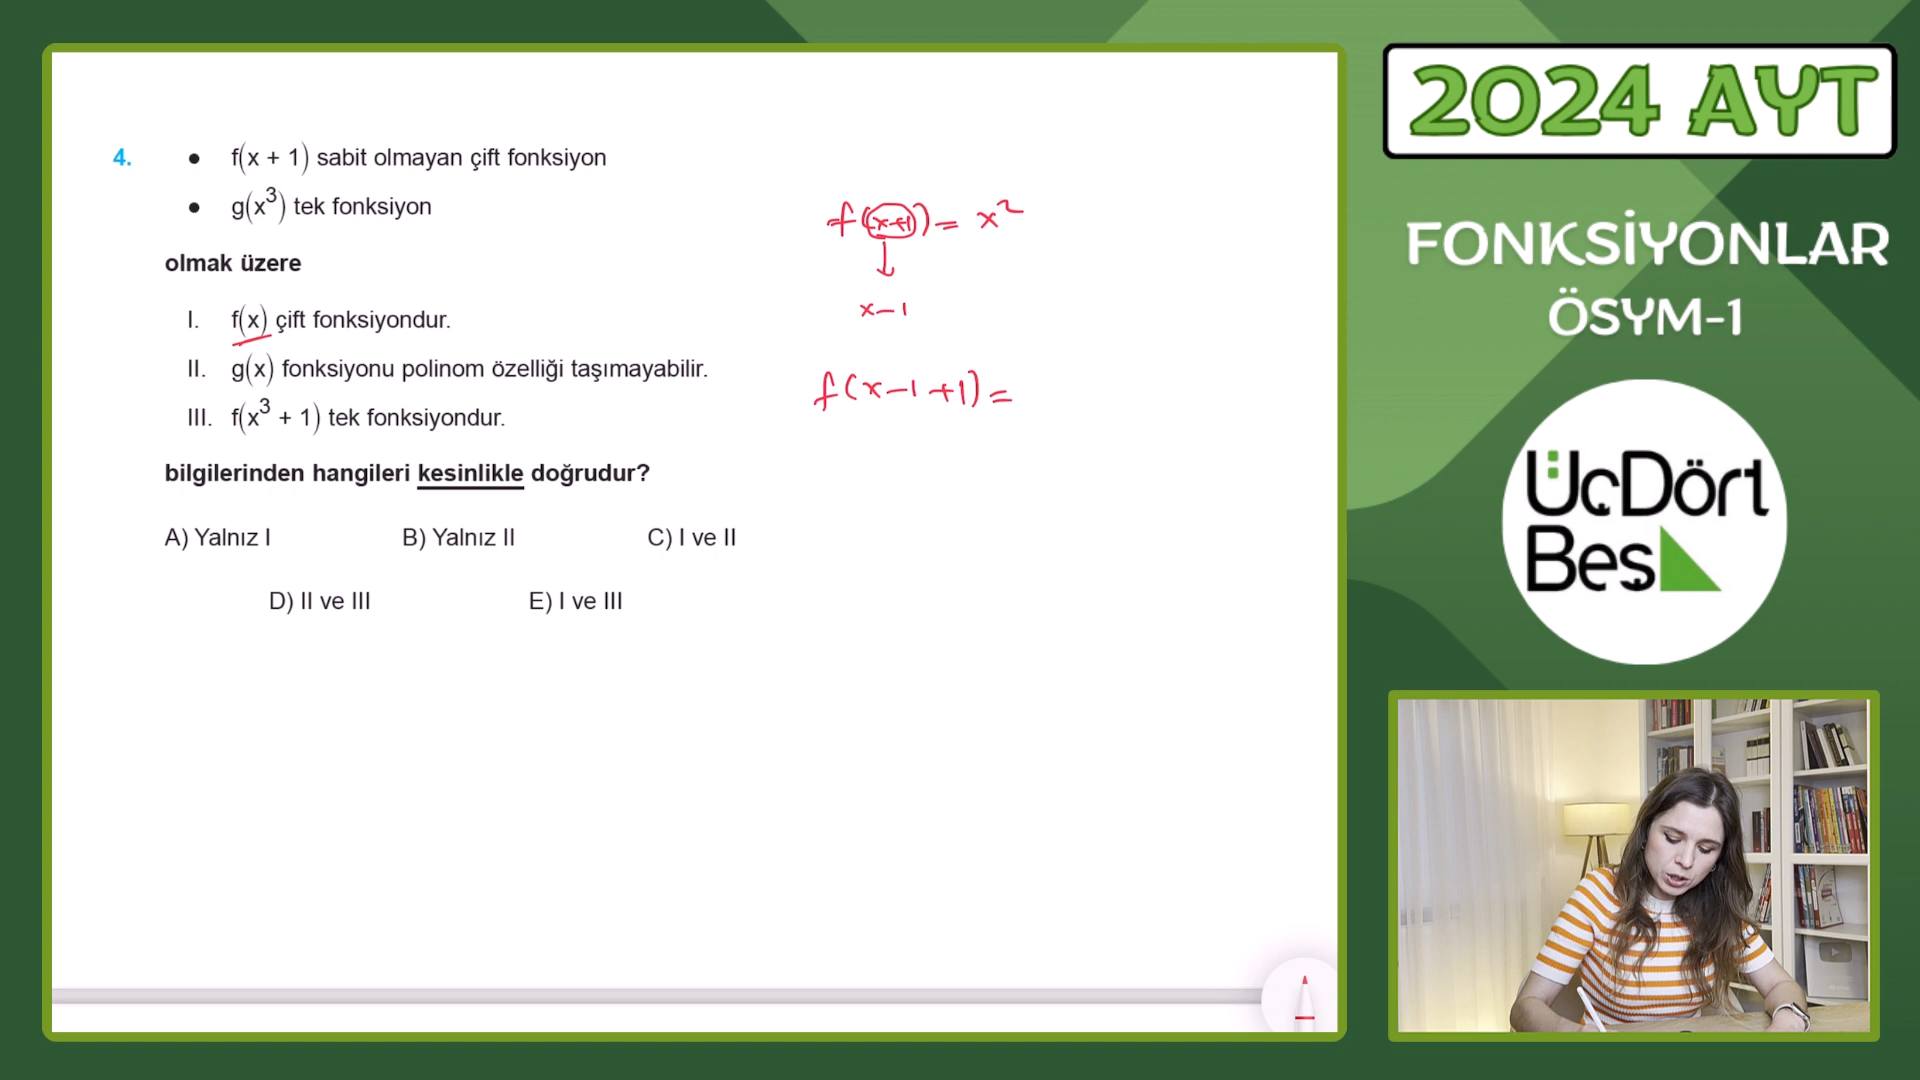 4. • f(x + 1) sabit olmayan çift fonksiyon
• g(x³) tek fonksiyon
olmak üzere
I. f(x) çift fonksiyondur.
II. g(x) fonksiyonu polinom özelliği taşımayabilir.
III. f(x³ + 1) tek fonksiyondur.
bilgilerinden hangileri kesinlikle doğrudur?
A) Yalnız I B) Yalnız II C) I ve II
D) II ve III E) I ve III
f(x+1) = x²
↓
x-1
f(x-1+1) =
2024 AYT
FONKSİYONLAR
ÖSYM-1
ÜçDört
Beş